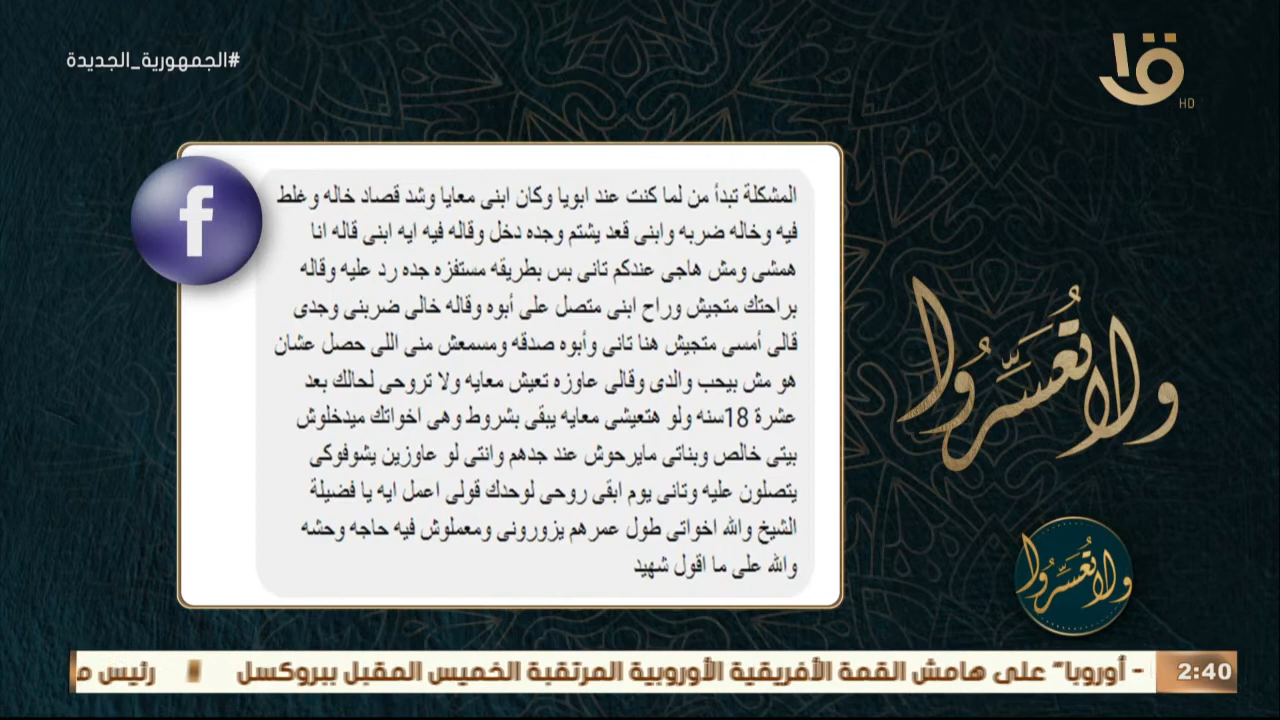 #الجمهورية_الجديدة
HD
المشكلة تبدأ من لما كنت عند ابويا وكان ابنى معايا وشد قصاد خاله وغلط
فيه وخاله ضربه وابنى قعد يشتم وجده دخل وقاله فيه ايه ابنى قاله انا
همشى ومش هاجى عندكم تانى بس بطريقه مستفزه جده رد عليه وقاله
براحتك متجيش وراح ابنى متصل على أبوه وقاله خالى ضربنى وجدى
قالى أمسى متجيش هنا تانى وأبوه صدقه ومسمعش منى اللى حصل عشان
هو مش بيحب والدى وقالى عاوزه تعيش معايه ولا تروحى لحالك بعد
عشرة 18سنه ولو هتعيشى معايه يبقى بشروط وهى اخواتك ميدخلوش
بيتى خالص وبناتى مايرحوش عند جدهم وانتى لو عاوزين يشوفوكى
يتصلون عليه وتانى يوم ابقى روحى لوحدك قولى اعمل ايه يا فضيلة
الشيخ والله اخواتى طول عمرهم يزورونى ومعملوش فيه حاجه وحشه
والله على ما اقول شهيد
ولا تُعسِّروا
ولا تُعسِّروا
2:40 - أوروبا" على هامش القمة الأفريقية الأوروبية المرتقبة الخميس المقبل ببروكسل رئيس